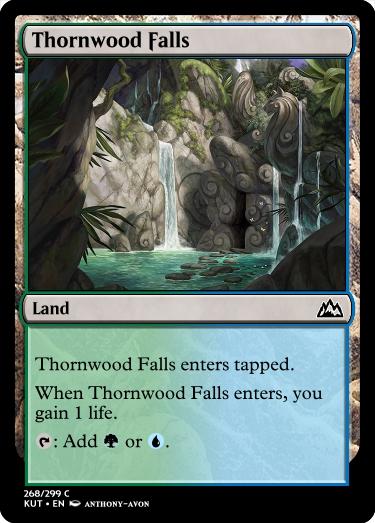 Thornwood Falls
Land
Thornwood Falls enters tapped.
When Thornwood Falls enters, you
gain 1 life.
: Add or .
268/299 C
KUT • EN ANTHONY-AVON